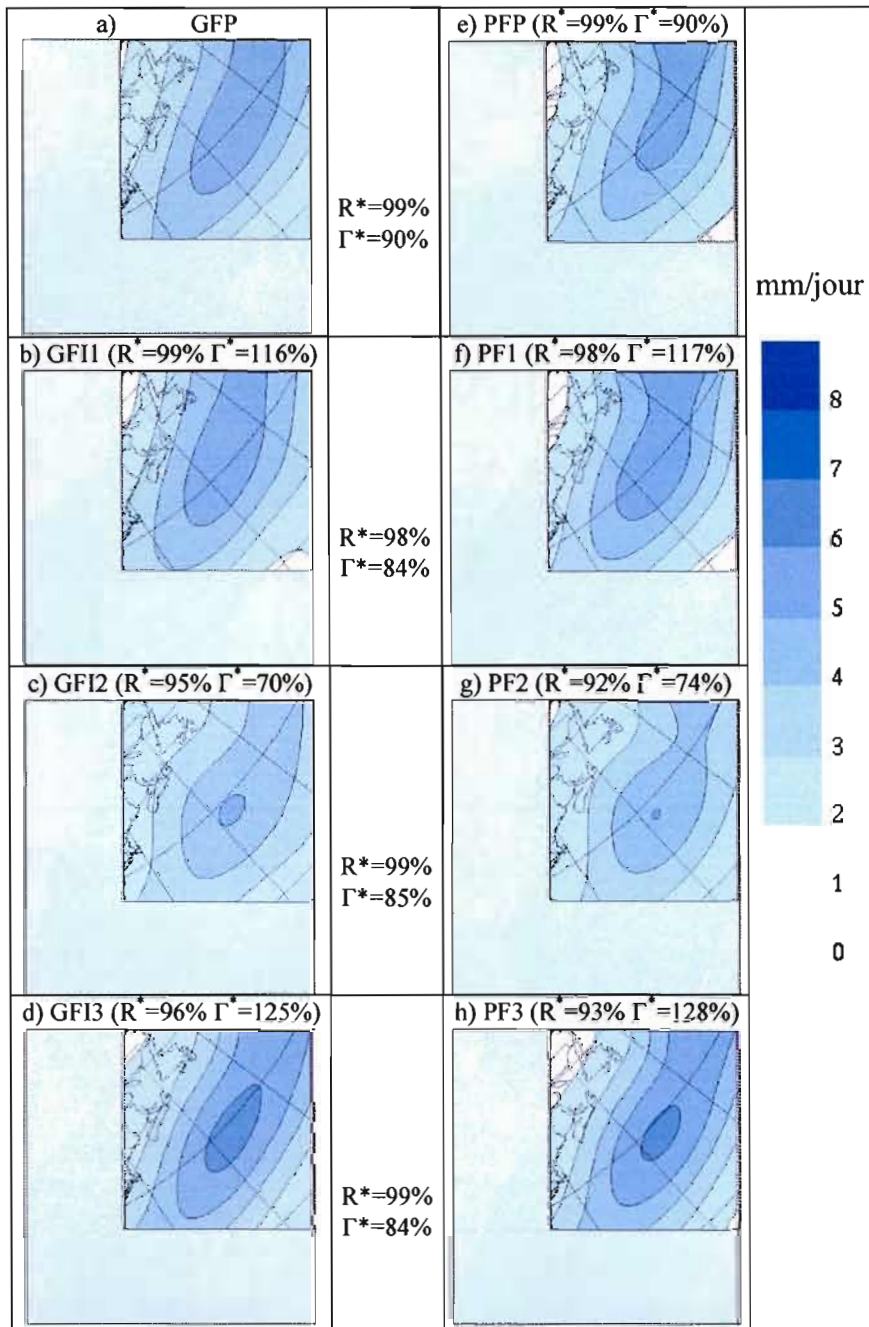 a) GFP
e) PFP (R*=99% Γ*=90%)
R*=99%
Γ*=90%
b) GFI1 (R*=99% Γ*=116%)
f) PF1 (R*=98% Γ*=117%)
R*=98%
Γ*=84%
c) GFI2 (R*=95% Γ*=70%)
g) PF2 (R*=92% Γ*=74%)
R*=99%
Γ*=85%
d) GFI3 (R*=96% Γ*=125%)
h) PF3 (R*=93% Γ*=128%)
R*=99%
Γ*=84%
mm/jour
8
7
6
5
4
3
2
1
0